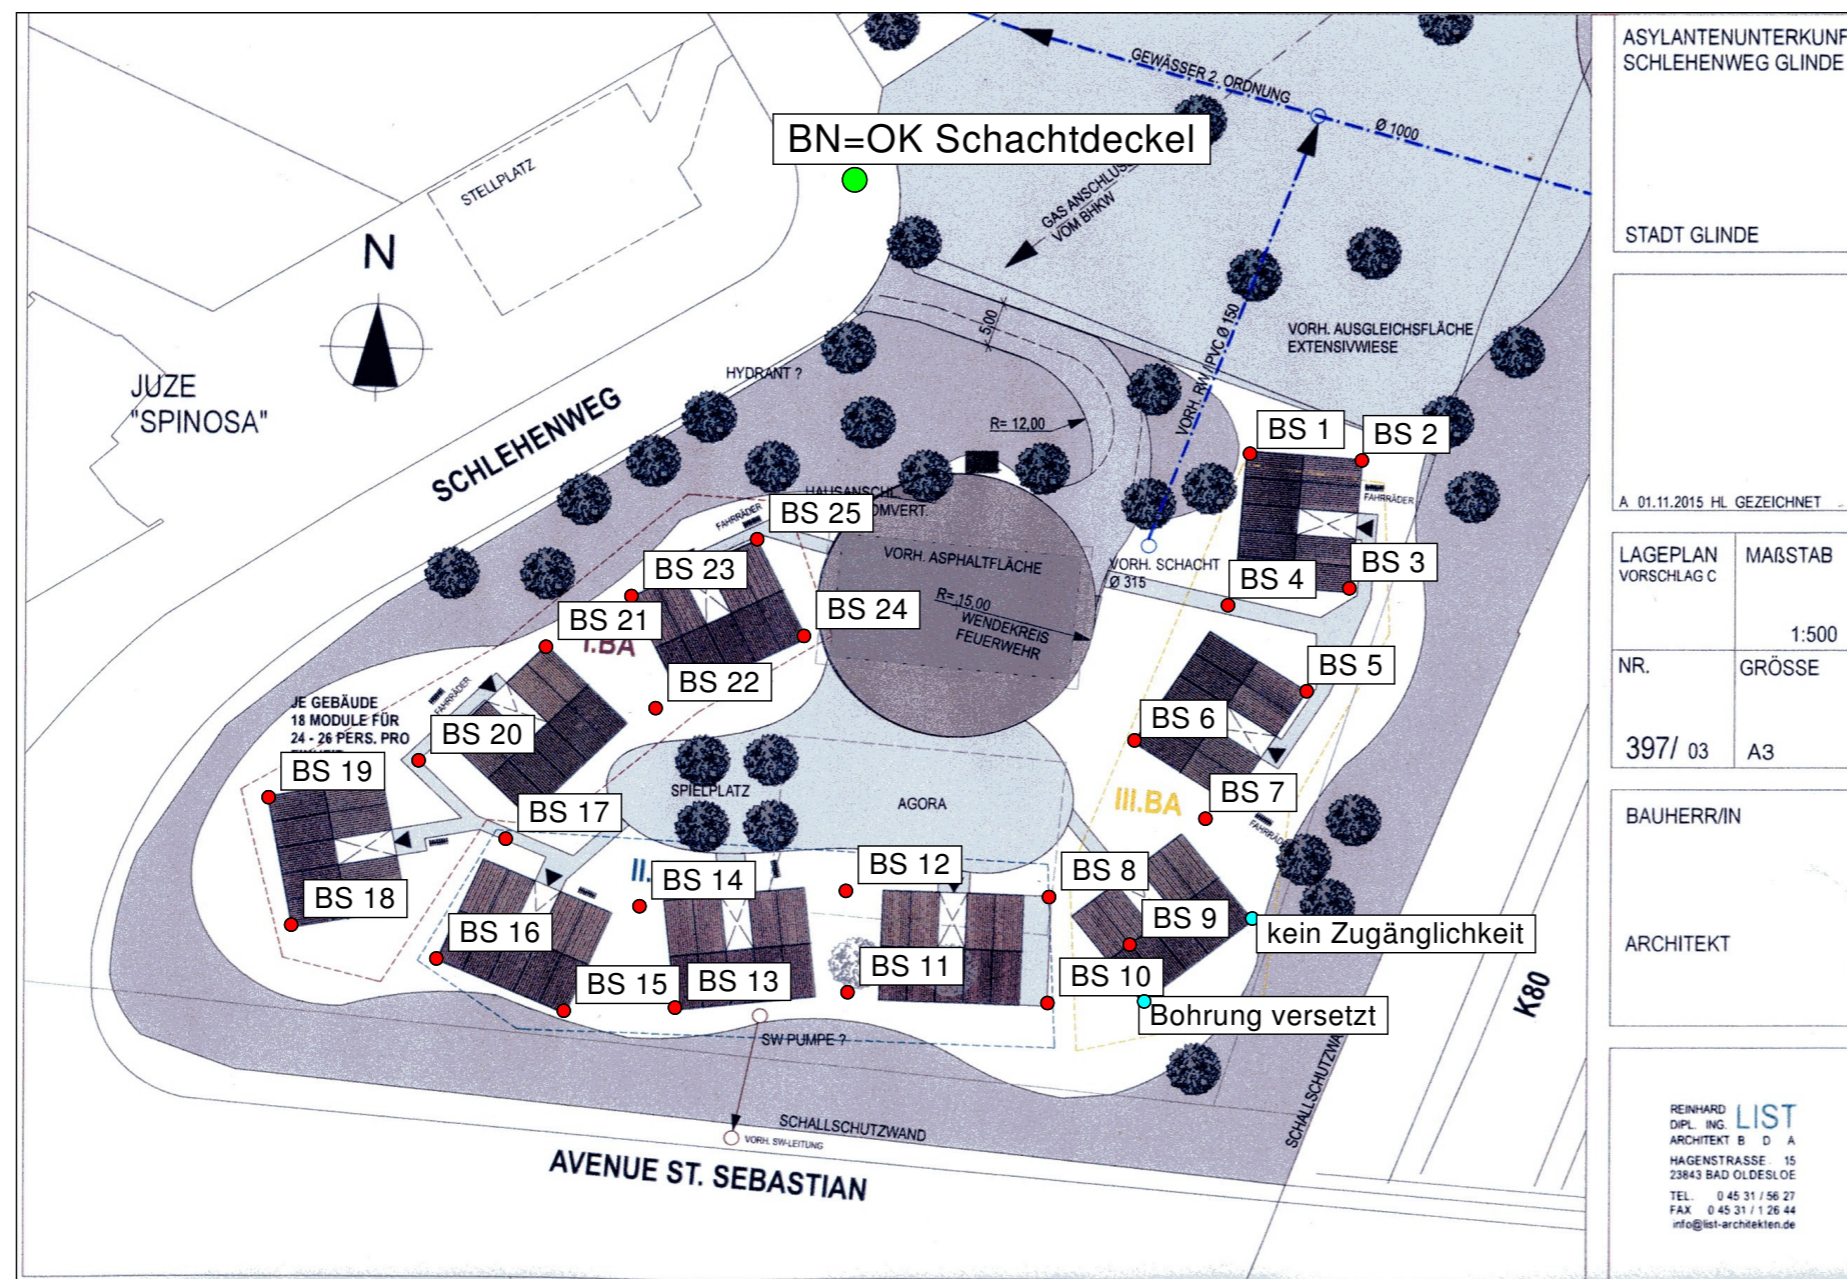 GEWÄSSER 2. ORDNUNG
Ø 1000
BN=OK Schachtdeckel
STELLPLATZ
GAS ANSCHLUSS
VOM BHKW
N
5,00
VORH. RW /PVC Ø 150
VORH. AUSGLEICHSFLÄCHE
EXTENSIVWIESE
JUZE
"SPINOSA"
HYDRANT ?
SCHLEHENWEG
R= 12,00
BS 1
BS 2
FAHRRÄDER
HAUSANSCHL
OMVERT.
FAHRRÄDER
BS 25
VORH. ASPHALTFLÄCHE
VORH. SCHACHT
Ø 315
BS 23
BS 4
BS 3
R= 15,00
WENDEKREIS
FEUERWEHR
BS 24
BS 21
I.BA
BS 22
BS 5
FAHRRÄDER
JE GEBÄUDE
18 MODULE FÜR
24 - 26 PERS. PRO
BS 20
BS 6
BS 19
SPIELPLATZ
AGORA
III.BA
BS 7
FAHRRÄDE
BS 17
II.
BS 14
BS 12
BS 8
BS 18
BS 16
BS 9
kein Zugänglichkeit
BS 15
BS 13
BS 11
BS 10
Bohrung versetzt
SW PUMPE ?
K80
SCHALLSCHUTZWA
SCHALLSCHUTZWAND
VORH. SW-LEITUNG
AVENUE ST. SEBASTIAN
ASYLANTENUNTERKUNF
SCHLEHENWEG GLINDE
STADT GLINDE
A 01.11.2015 HL GEZEICHNET
LAGEPLAN
VORSCHLAG C
MAßSTAB
1:500
NR.
GRÖSSE
397/ 03
A3
BAUHERR/IN
ARCHITEKT
REINHARD LIST
DIPL. ING.
ARCHITEKT B D A
HAGENSTRASSE 15
23843 BAD OLDESLOE
TEL. 0 45 31 / 56 27
FAX 0 45 31 / 1 26 44
info@list-architekten.de